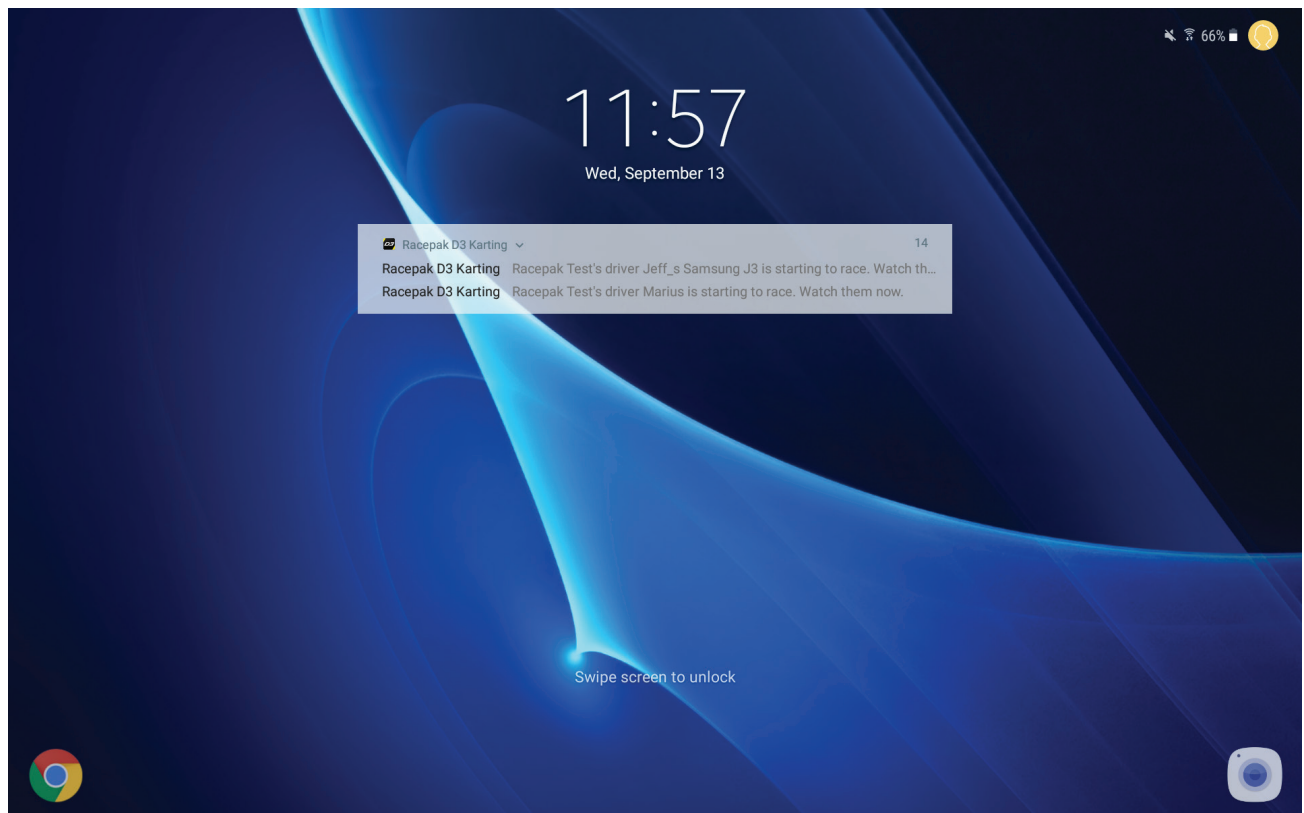 66%
11:57
Wed, September 13
D3 Racepak D3 Karting 14
Racepak D3 Karting Racepak Test's driver Jeff_s Samsung J3 is starting to race. Watch th...
Racepak D3 Karting Racepak Test's driver Marius is starting to race. Watch them now.
Swipe screen to unlock